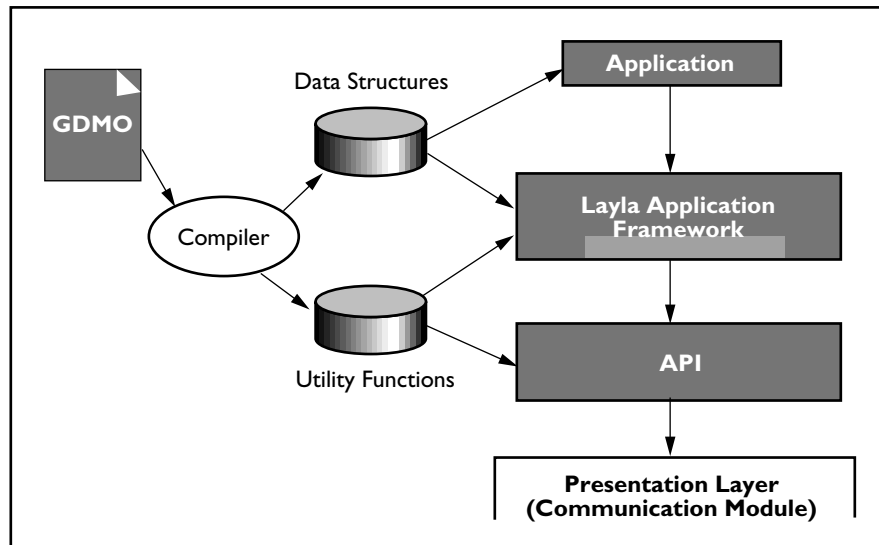 Application
Data Structures
GDMO
Layla Application
Framework
Compiler
API
Utility Functions
Presentation Layer
(Communication Module)